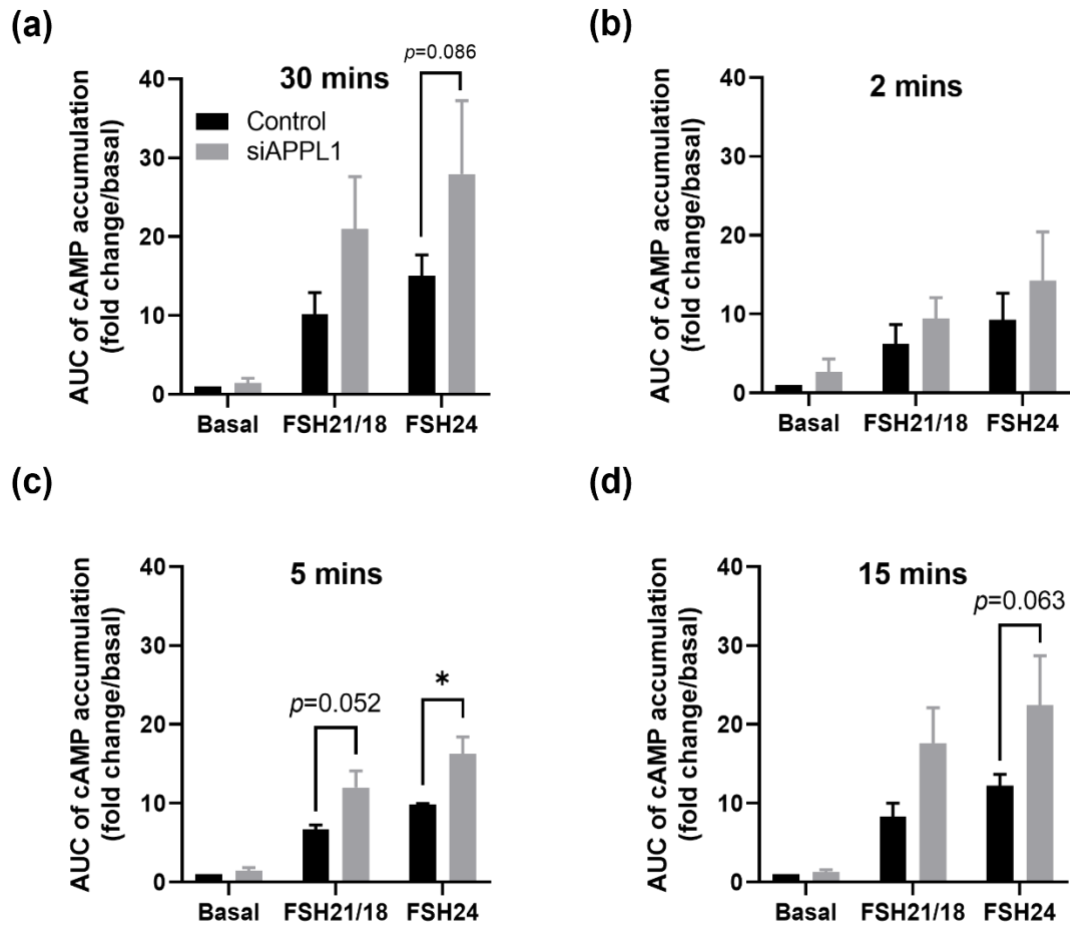 (a)
p=0.086
30 mins
AUC of cAMP accumulation
(fold change/basal)
40
30
20
10
0
Control
siAPPL1
Basal
FSH21/18
FSH24
(b)
2 mins
AUC of cAMP accumulation
(fold change/basal)
40
30
20
10
0
Basal
FSH21/18
FSH24
(c)
5 mins
AUC of cAMP accumulation
(fold change/basal)
40
30
20
10
0
p=0.052
*
Basal
FSH21/18
FSH24
(d)
15 mins
AUC of cAMP accumulation
(fold change/basal)
40
30
20
10
0
p=0.063
Basal
FSH21/18
FSH24